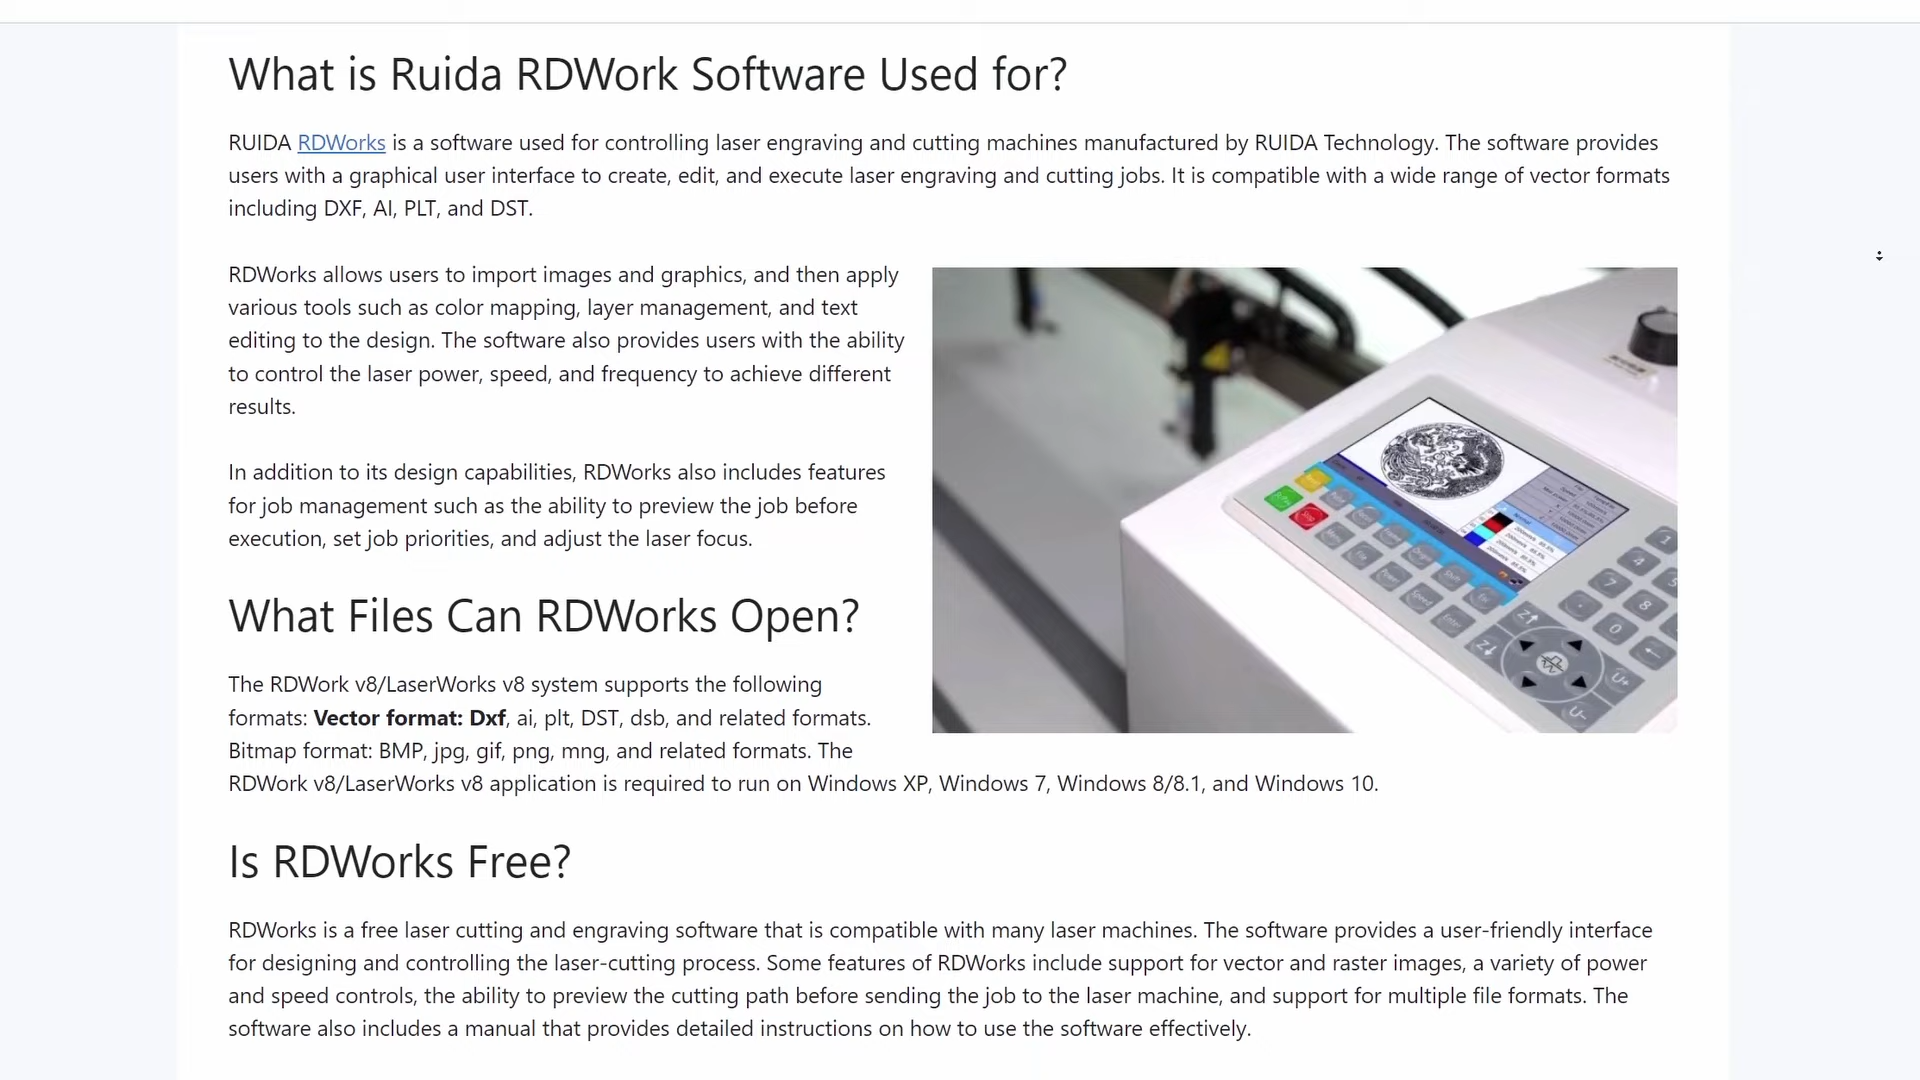 What is Ruida RDWork Software Used for?
RUIDA RDWorks is a software used for controlling laser engraving and cutting machines manufactured by RUIDA Technology. The software provides
users with a graphical user interface to create, edit, and execute laser engraving and cutting jobs. It is compatible with a wide range of vector formats
including DXF, AI, PLT, and DST.
RDWorks allows users to import images and graphics, and then apply
various tools such as color mapping, layer management, and text
editing to the design. The software also provides users with the ability
to control the laser power, speed, and frequency to achieve different
results.
In addition to its design capabilities, RDWorks also includes features
for job management such as the ability to preview the job before
execution, set job priorities, and adjust the laser focus.
What Files Can RDWorks Open?
The RDWork v8/LaserWorks v8 system supports the following
formats: Vector format: Dxf, ai, plt, DST, dsb, and related formats.
Bitmap format: BMP, jpg, gif, png, mng, and related formats. The
RDWork v8/LaserWorks v8 application is required to run on Windows XP, Windows 7, Windows 8/8.1, and Windows 10.
Is RDWorks Free?
RDWorks is a free laser cutting and engraving software that is compatible with many laser machines. The software provides a user-friendly interface
for designing and controlling the laser-cutting process. Some features of RDWorks include support for vector and raster images, a variety of power
and speed controls, the ability to preview the cutting path before sending the job to the laser machine, and support for multiple file formats. The
software also includes a manual that provides detailed instructions on how to use the software effectively.
Stop
Esc
Enter
1
4
5
7
8
0
Z↑
Z↓
U+
U-